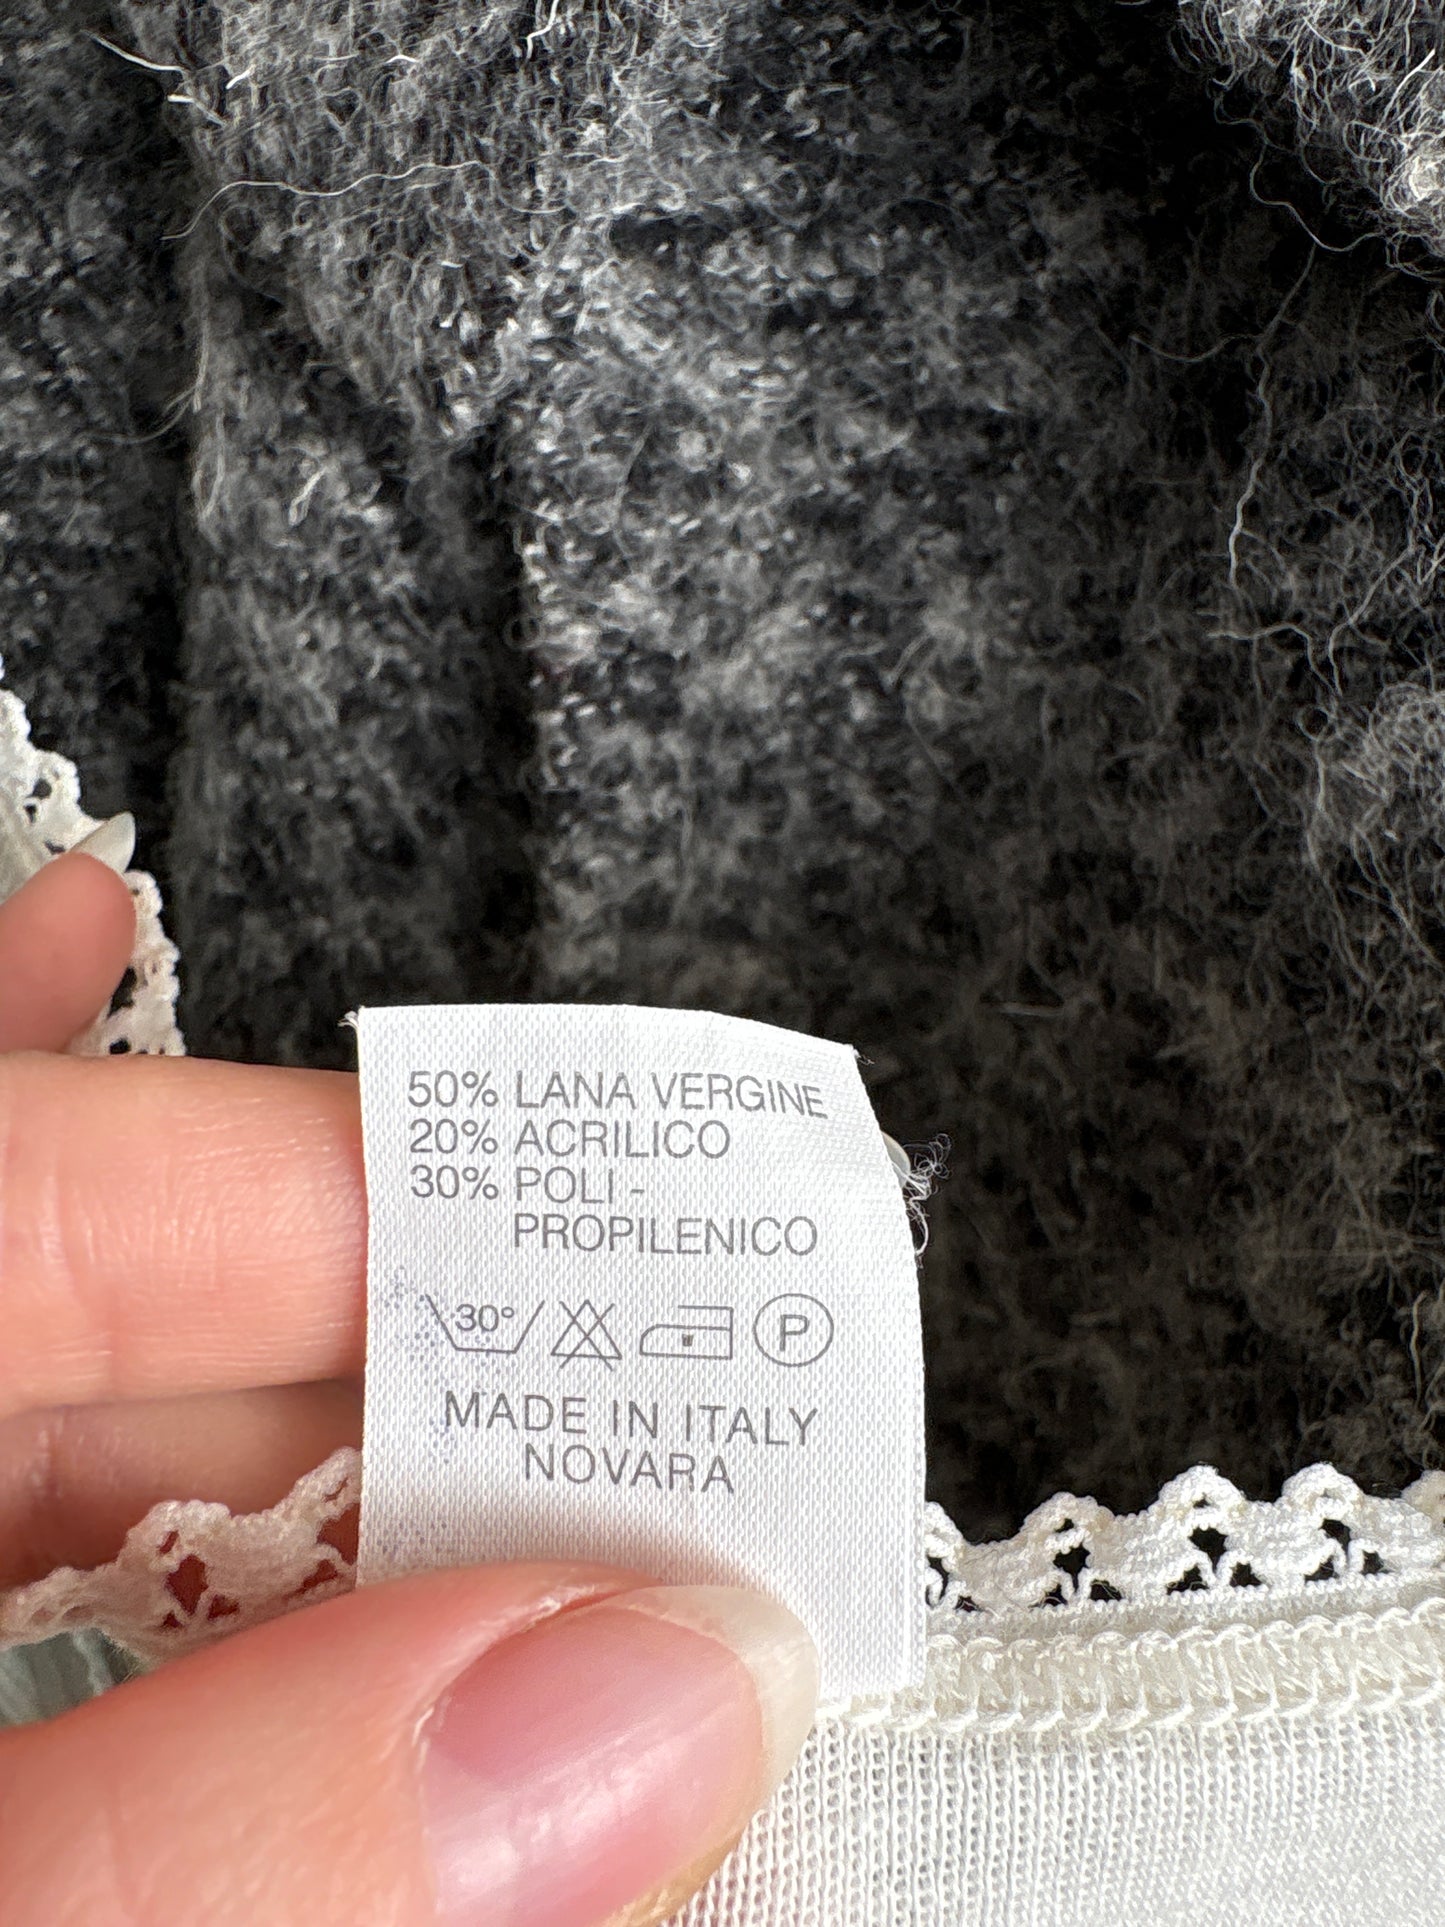 50% LANA VERGINE
20% ACRILICO
30% POLI-
PROPILENICO
30° P
MADE IN ITALY
NOVARA